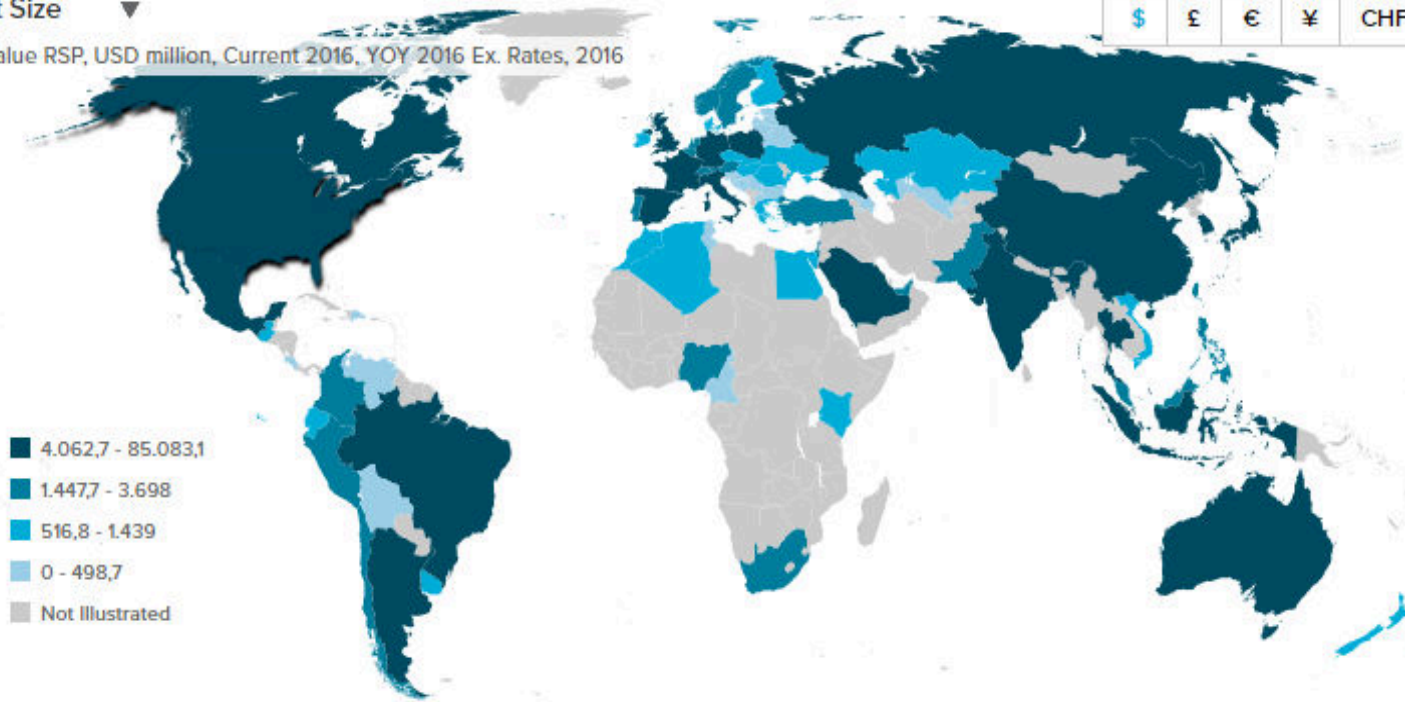 Size
$ £ € ¥ CHF
alue RSP, USD million, Current 2016, YOY 2016 Ex. Rates, 2016
4.062,7 - 85.083,1
1.447,7 - 3.698
516,8 - 1.439
0 - 498,7
Not Illustrated